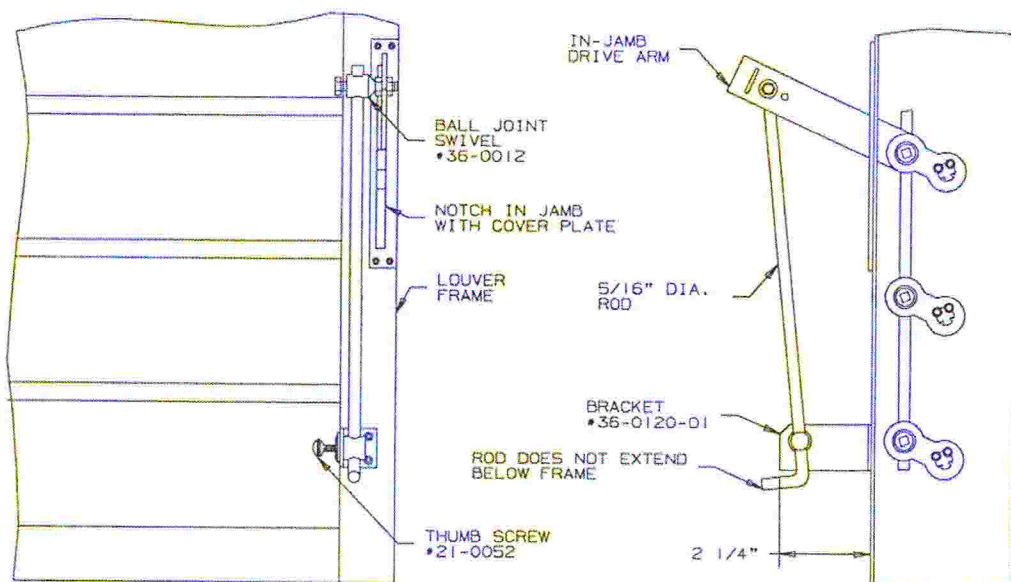 IN-JAMB
DRIVE ARM
BALL JOINT
SWIVEL
#36-0012
NOTCH IN JAMB
WITH COVER PLATE
LOUVER
FRAME
5/16" DIA.
ROD
BRACKET
#36-0120-01
ROD DOES NOT EXTEND
BELOW FRAME
THUMB SCREW
#21-0052
2 1/4"